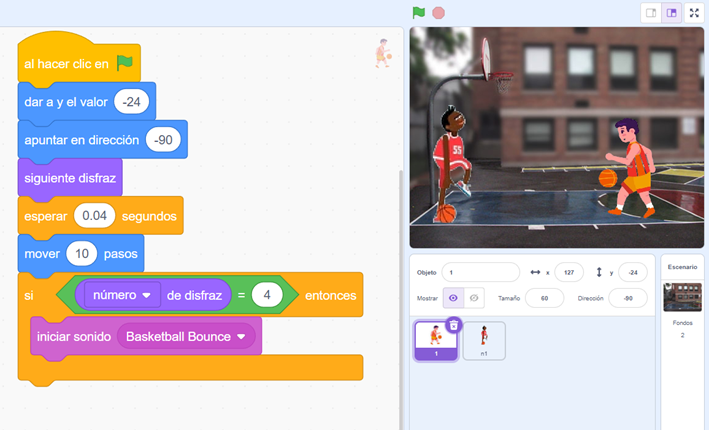 al hacer clic en
dar a y el valor -24
apuntar en dirección -90
siguiente disfraz
esperar 0.04 segundos
mover 10 pasos
si número de disfraz = 4 entonces
iniciar sonido Basketball Bounce
55
Objeto 1 x 127 y -24
Mostrar Tamaño 60 Dirección -90
1
n1
Escenario
Fondos
2